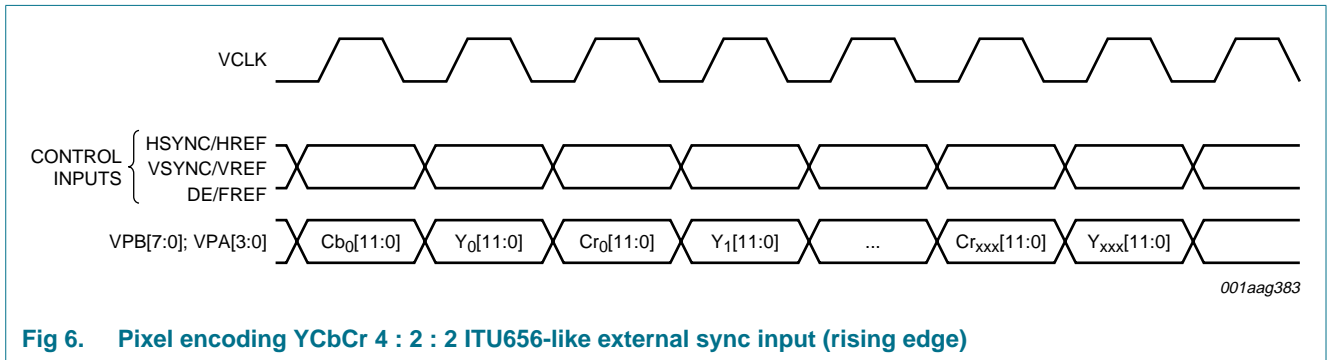 VCLK
CONTROL INPUTS
HSYNC/HREF
VSYNC/VREF
DE/FREF
VPB[7:0]; VPA[3:0] Cb0[11:0] Y0[11:0] Cr0[11:0] Y1[11:0] ... Crxxx[11:0] Yxxx[11:0]
001aag383
Fig 6. Pixel encoding YCbCr 4 : 2 : 2 ITU656-like external sync input (rising edge)